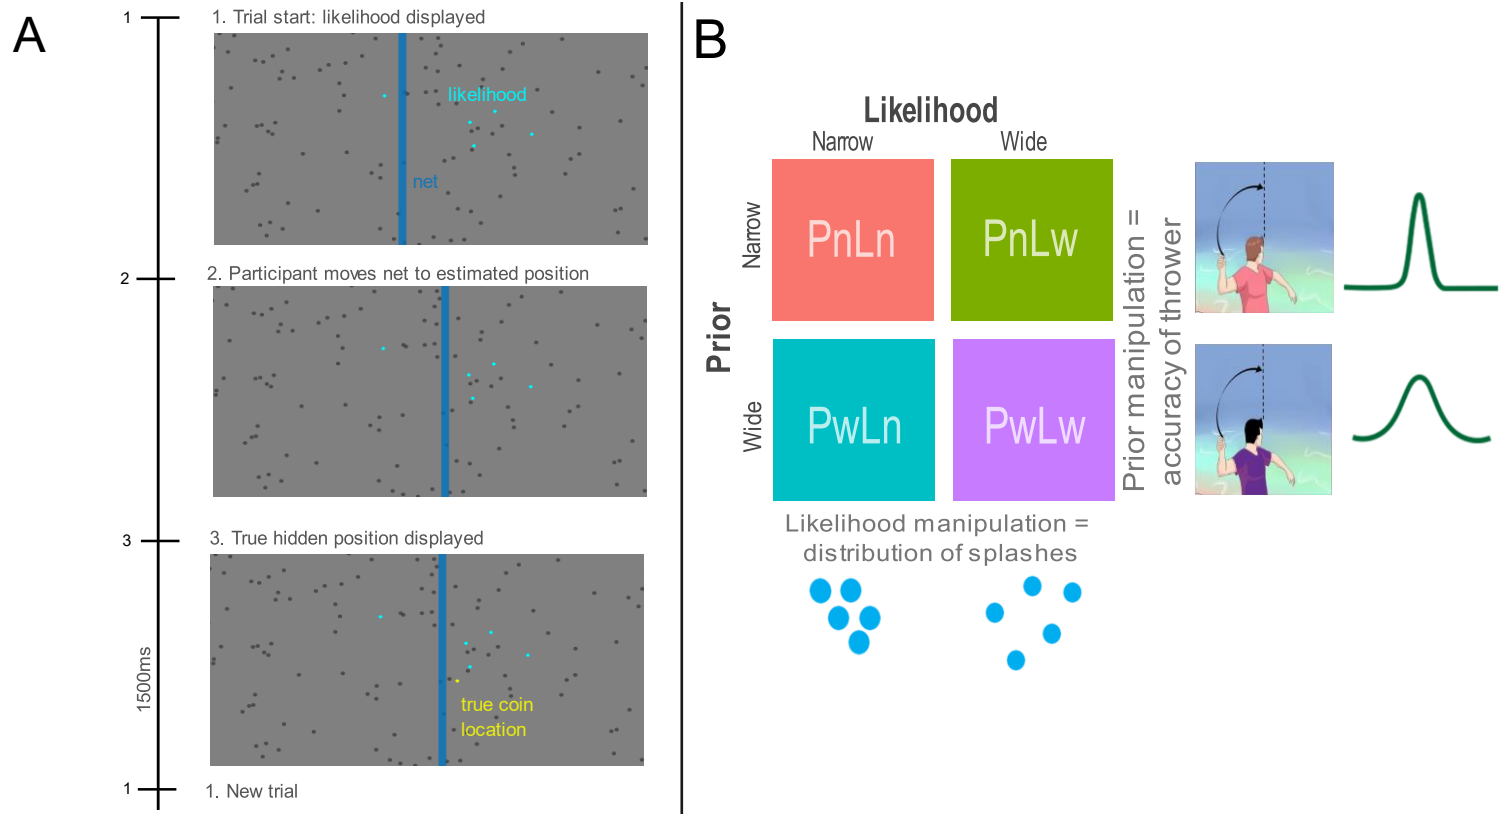 A
1
1. Trial start: likelihood displayed
likelihood
net
2
2. Participant moves net to estimated position
3
3. True hidden position displayed
1500ms
true coin
location
1
1. New trial
B
Likelihood
Narrow
Wide
Prior
Narrow
Wide
PnLn
PnLw
PwLn
PwLw
Prior manipulation =
accuracy of thrower
Likelihood manipulation =
distribution of splashes